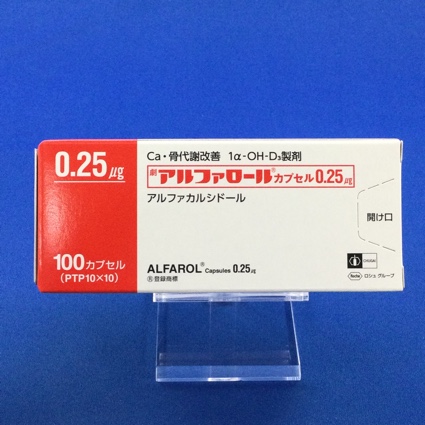 0.25μg
100カプセル
(PTP10×10)
Ca・骨代謝改善 1α-OH-D₃製剤
劇 アルファロール®カプセル0.25μg
アルファカルシドール
ALFAROL® Capsules 0.25μg
Ⓡ登録商標
開け口
CHUGAI
Roche ロシュ グループ